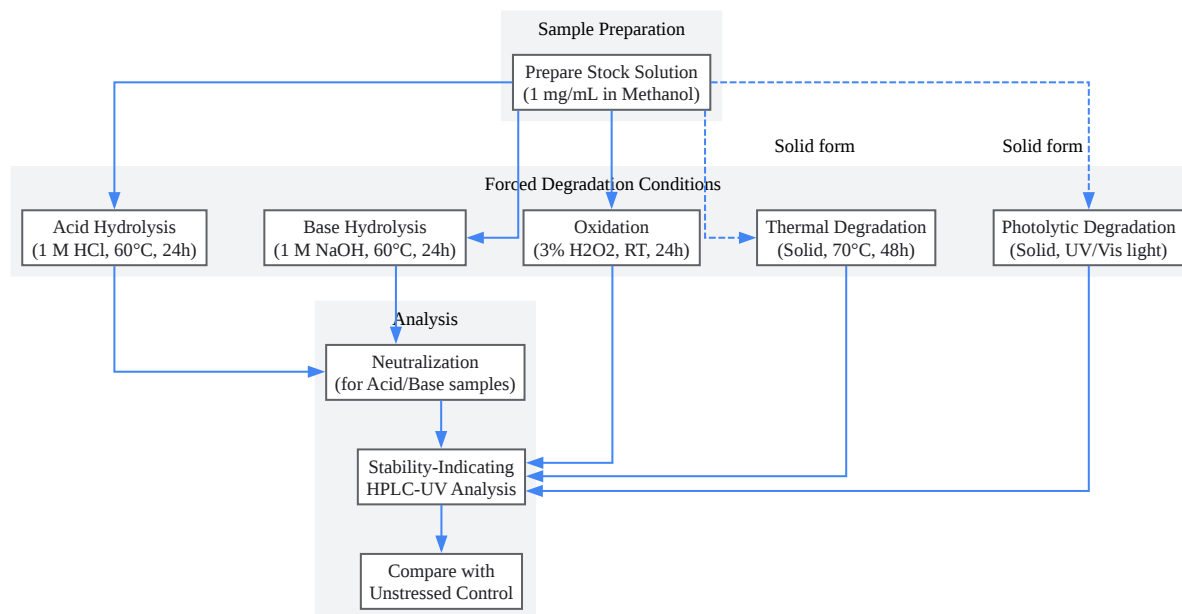 Sample Preparation
Prepare Stock Solution
(1 mg/mL in Methanol)
Solid form
Solid form
Forced Degradation Conditions
Acid Hydrolysis
(1 M HCl, 60°C, 24h)
Base Hydrolysis
(1 M NaOH, 60°C, 24h)
Oxidation
(3% H2O2, RT, 24h)
Thermal Degradation
(Solid, 70°C, 48h)
Photolytic Degradation
(Solid, UV/Vis light)
Analysis
Neutralization
(for Acid/Base samples)
Stability-Indicating
HPLC-UV Analysis
Compare with
Unstressed Control